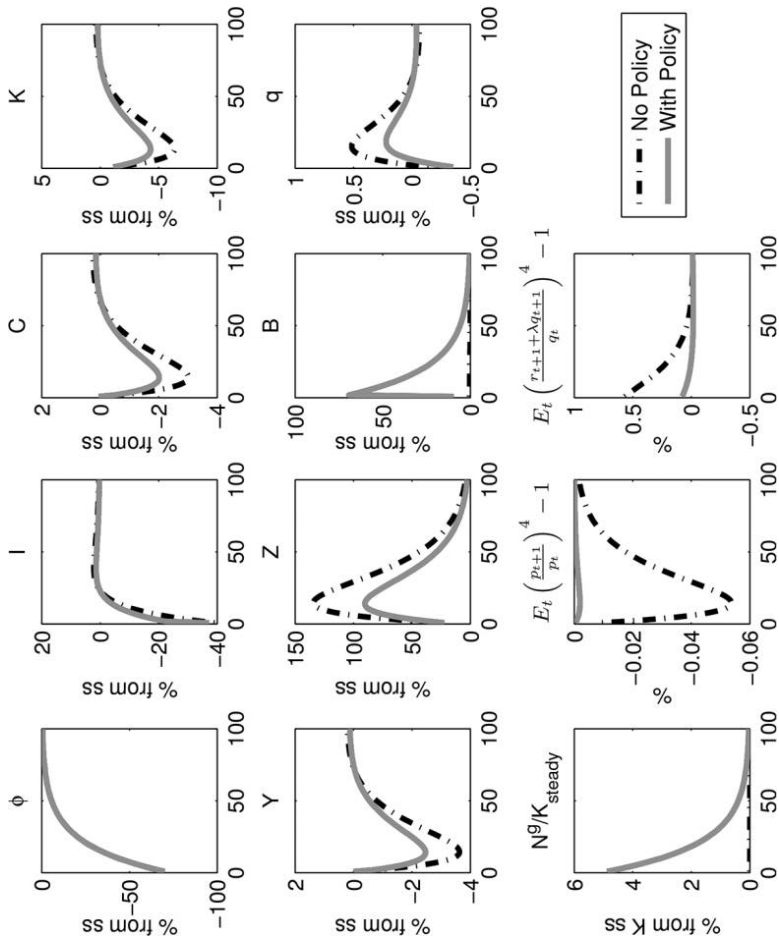 ϕ
% from ss
0
−50
−100
0 50 100
I
% from ss
20
0
−20
−40
0 50 100
C
% from ss
2
0
−2
−4
0 50 100
K
% from ss
5
0
−5
−10
0 50 100
Y
% from ss
2
0
−2
−4
0 50 100
Z
% from ss
150
100
50
0
0 50 100
B
% from ss
100
50
0
0 50 100
q
% from ss
1
0.5
0
−0.5
0 50 100
N^g/K_steady
% from K ss
6
4
2
0
0 50 100
E_t (p_{t+1}/p_t)^4 − 1
%
0
−0.02
−0.04
−0.06
0 50 100
E_t ((r_{t+1}+λq_{t+1})/q_t)^4 − 1
%
1
0.5
0
−0.5
0 50 100
No Policy
With Policy